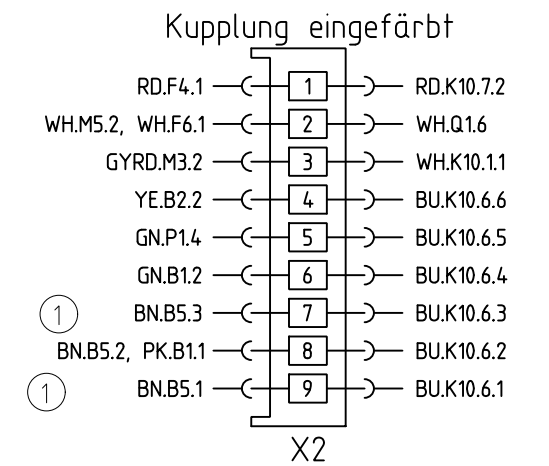 Kupplung eingefärbt
RD.F4.1 1 RD.K10.7.2
WH.M5.2, WH.F6.1 2 WH.Q1.6
GYRD.M3.2 3 WH.K10.1.1
YE.B2.2 4 BU.K10.6.6
GN.P1.4 5 BU.K10.6.5
GN.B1.2 6 BU.K10.6.4
1 BN.B5.3 7 BU.K10.6.3
BN.B5.2, PK.B1.1 8 BU.K10.6.2
1 BN.B5.1 9 BU.K10.6.1
X2